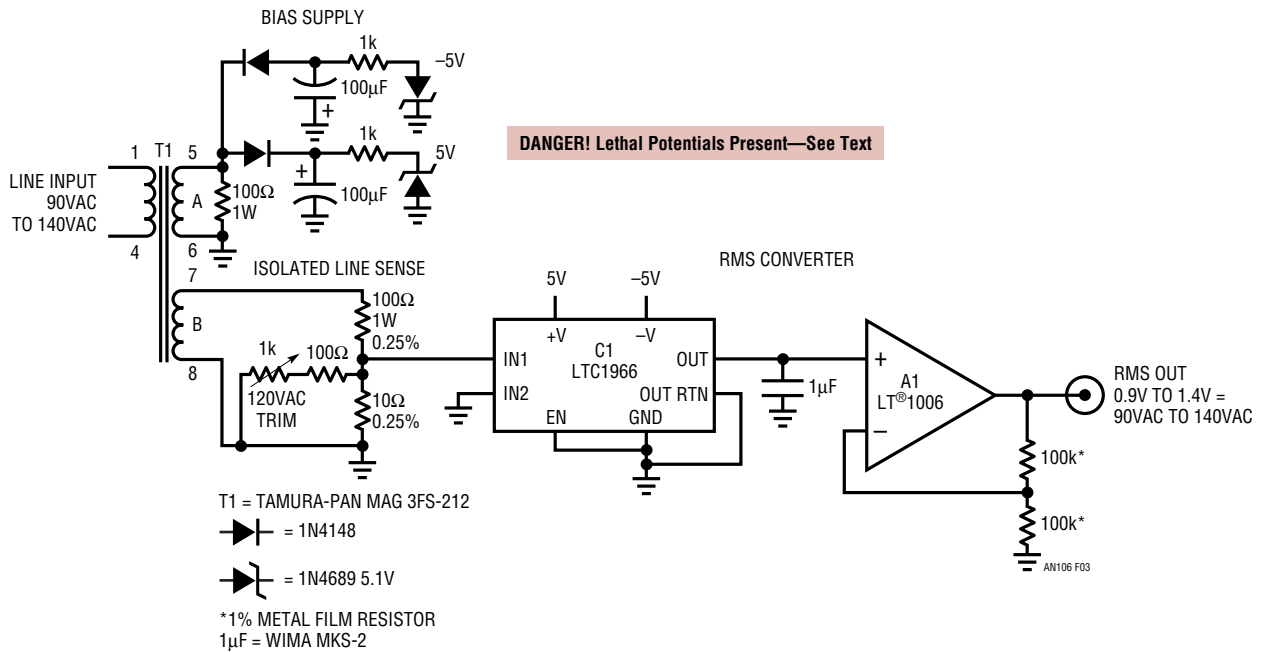 BIAS SUPPLY
1k
–5V
100µF
+
1k
5V
+
100µF
DANGER! Lethal Potentials Present—See Text
1
T1
5
LINE INPUT
90VAC
TO 140VAC
A
100Ω
1W
4
6
7
ISOLATED LINE SENSE
B
100Ω
1W
0.25%
8
1k
100Ω
120VAC
TRIM
10Ω
0.25%
RMS CONVERTER
5V
–5V
+V
–V
IN1
C1
LTC1966
OUT
IN2
OUT RTN
EN
GND
1µF
+
A1
LT®1006
–
RMS OUT
0.9V TO 1.4V =
90VAC TO 140VAC
100k*
100k*
AN106 F03
T1 = TAMURA-PAN MAG 3FS-212
= 1N4148
= 1N4689 5.1V
*1% METAL FILM RESISTOR
1µF = WIMA MKS-2